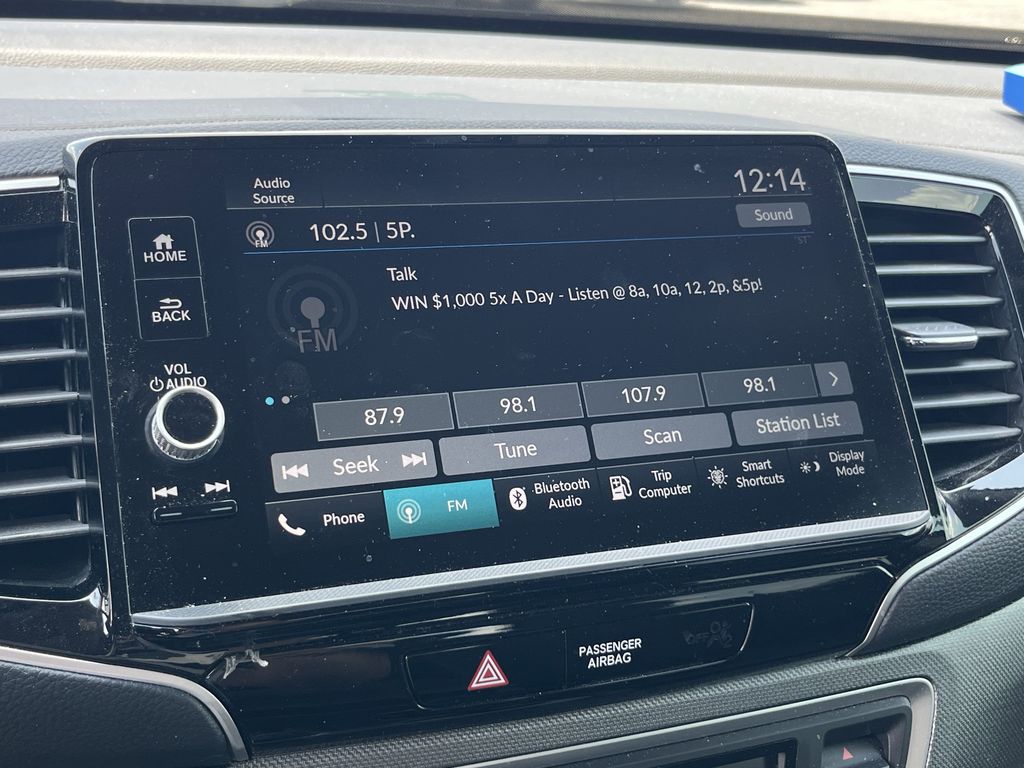 Audio
Source
12:14
FM
102.5 | 5P.
Sound
ST
HOME
BACK
Talk
WIN $1,000 5x A Day - Listen @ 8a, 10a, 12, 2p, &5p!
FM
VOL
AUDIO
87.9
98.1
107.9
98.1
Seek
Tune
Scan
Station List
Phone
FM
Bluetooth
Audio
Trip
Computer
Smart
Shortcuts
Display
Mode
PASSENGER
AIRBAG
OFF